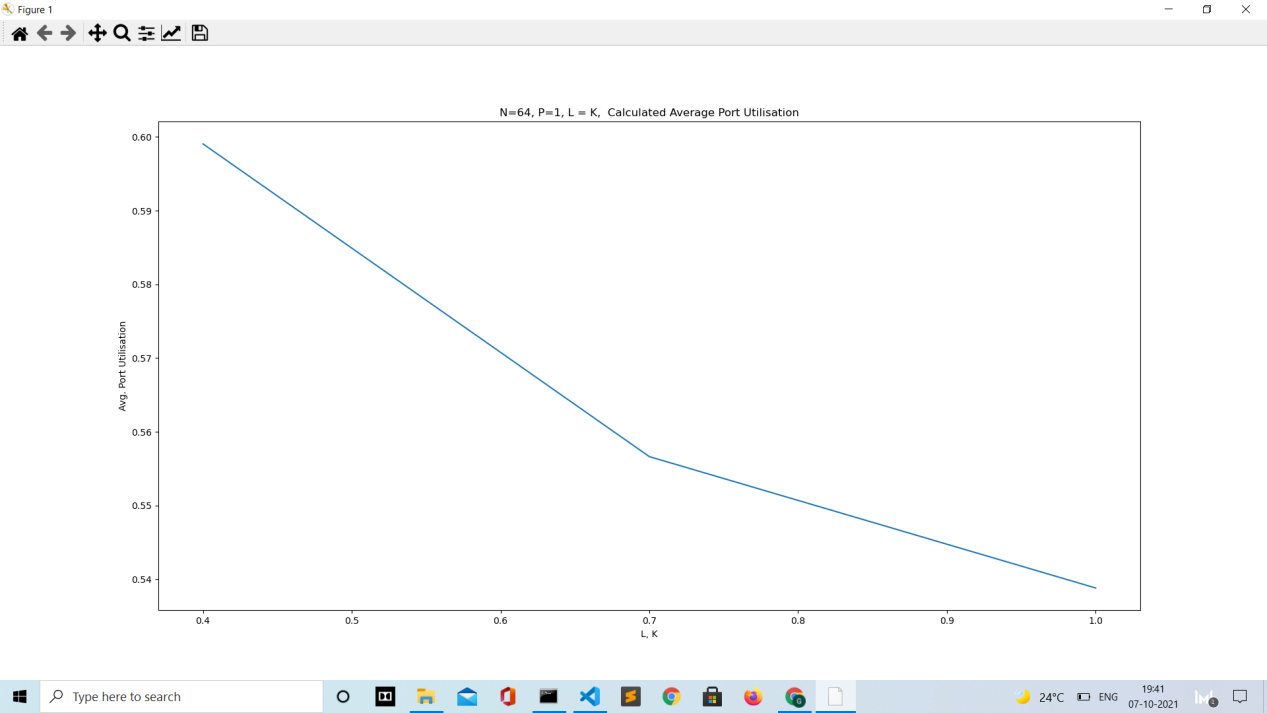 Figure 1
N=64, P=1, L = K,  Calculated Average Port Utilisation
0.60
0.59
0.58
0.57
0.56
0.55
0.54
Avg. Port Utilisation
0.4 0.5 0.6 0.7 0.8 0.9 1.0
L, K
Type here to search
24°C ENG
19:41
07-10-2021
1